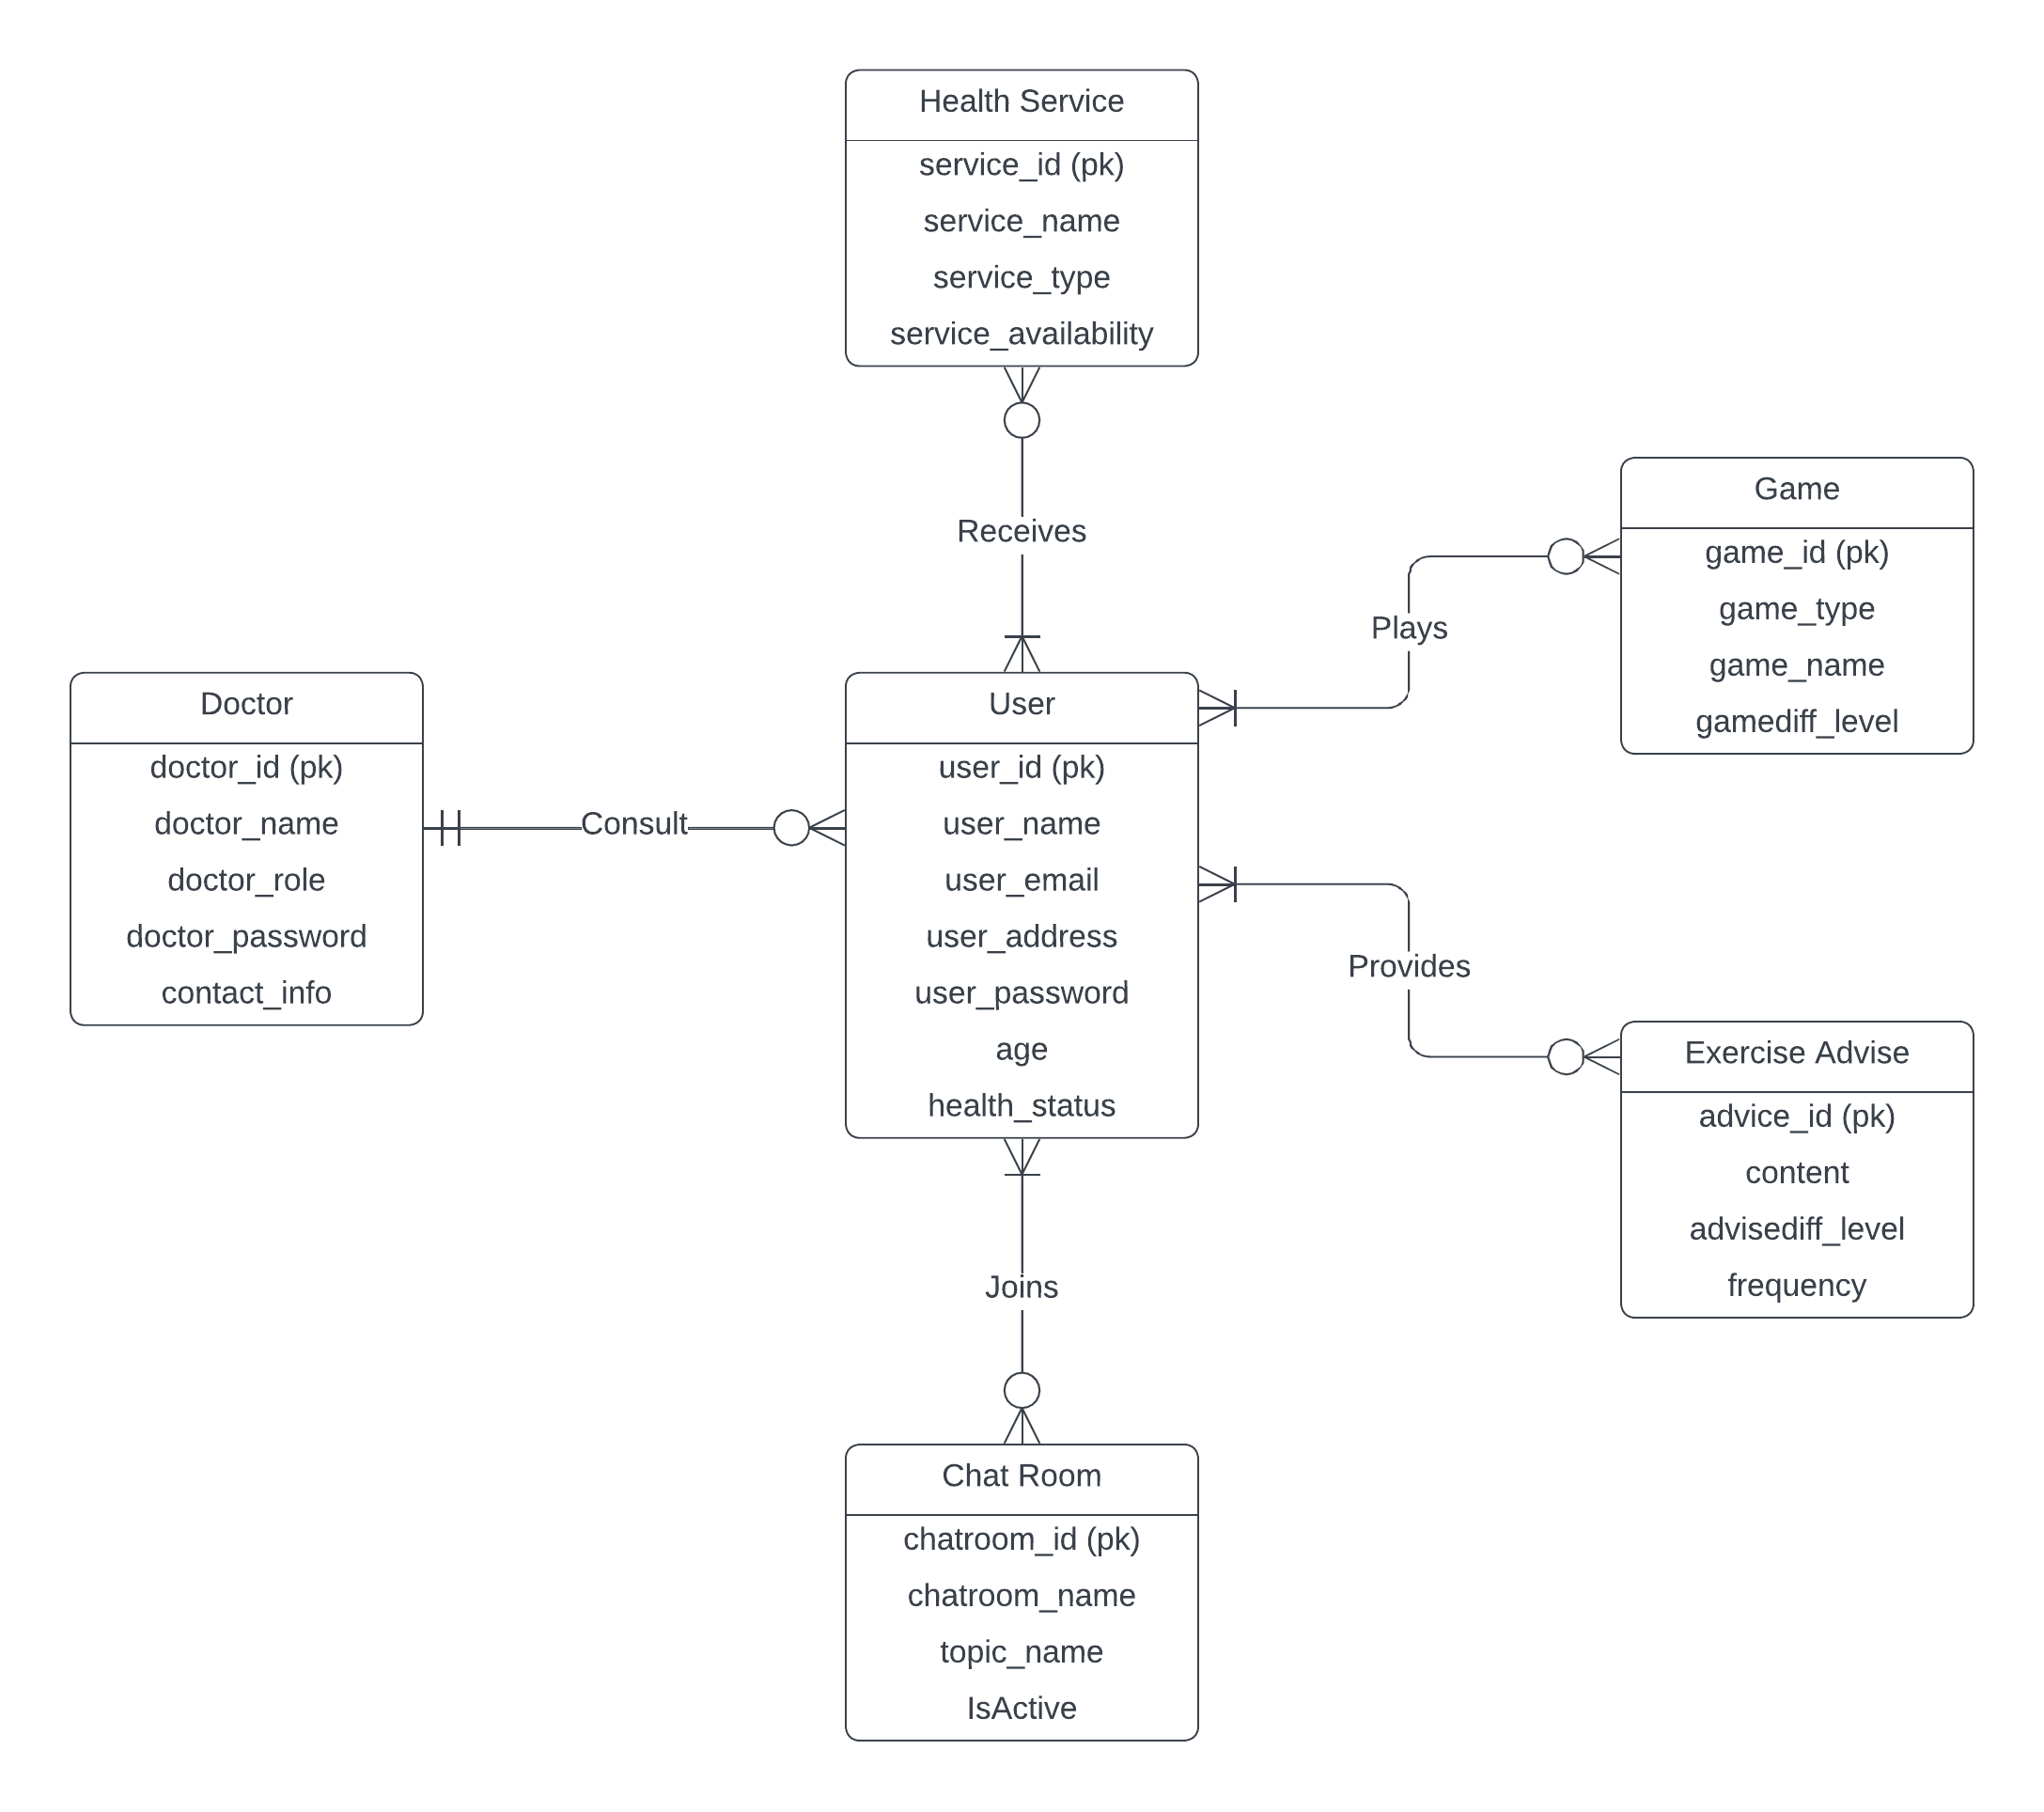 Health Service
service_id (pk)
service_name
service_type
service_availability
Receives
Game
game_id (pk)
game_type
game_name
gamediff_level
Plays
Doctor
doctor_id (pk)
doctor_name
doctor_role
doctor_password
contact_info
Consult
User
user_id (pk)
user_name
user_email
user_address
user_password
age
health_status
Provides
Exercise Advise
advice_id (pk)
content
advisediff_level
frequency
Joins
Chat Room
chatroom_id (pk)
chatroom_name
topic_name
IsActive